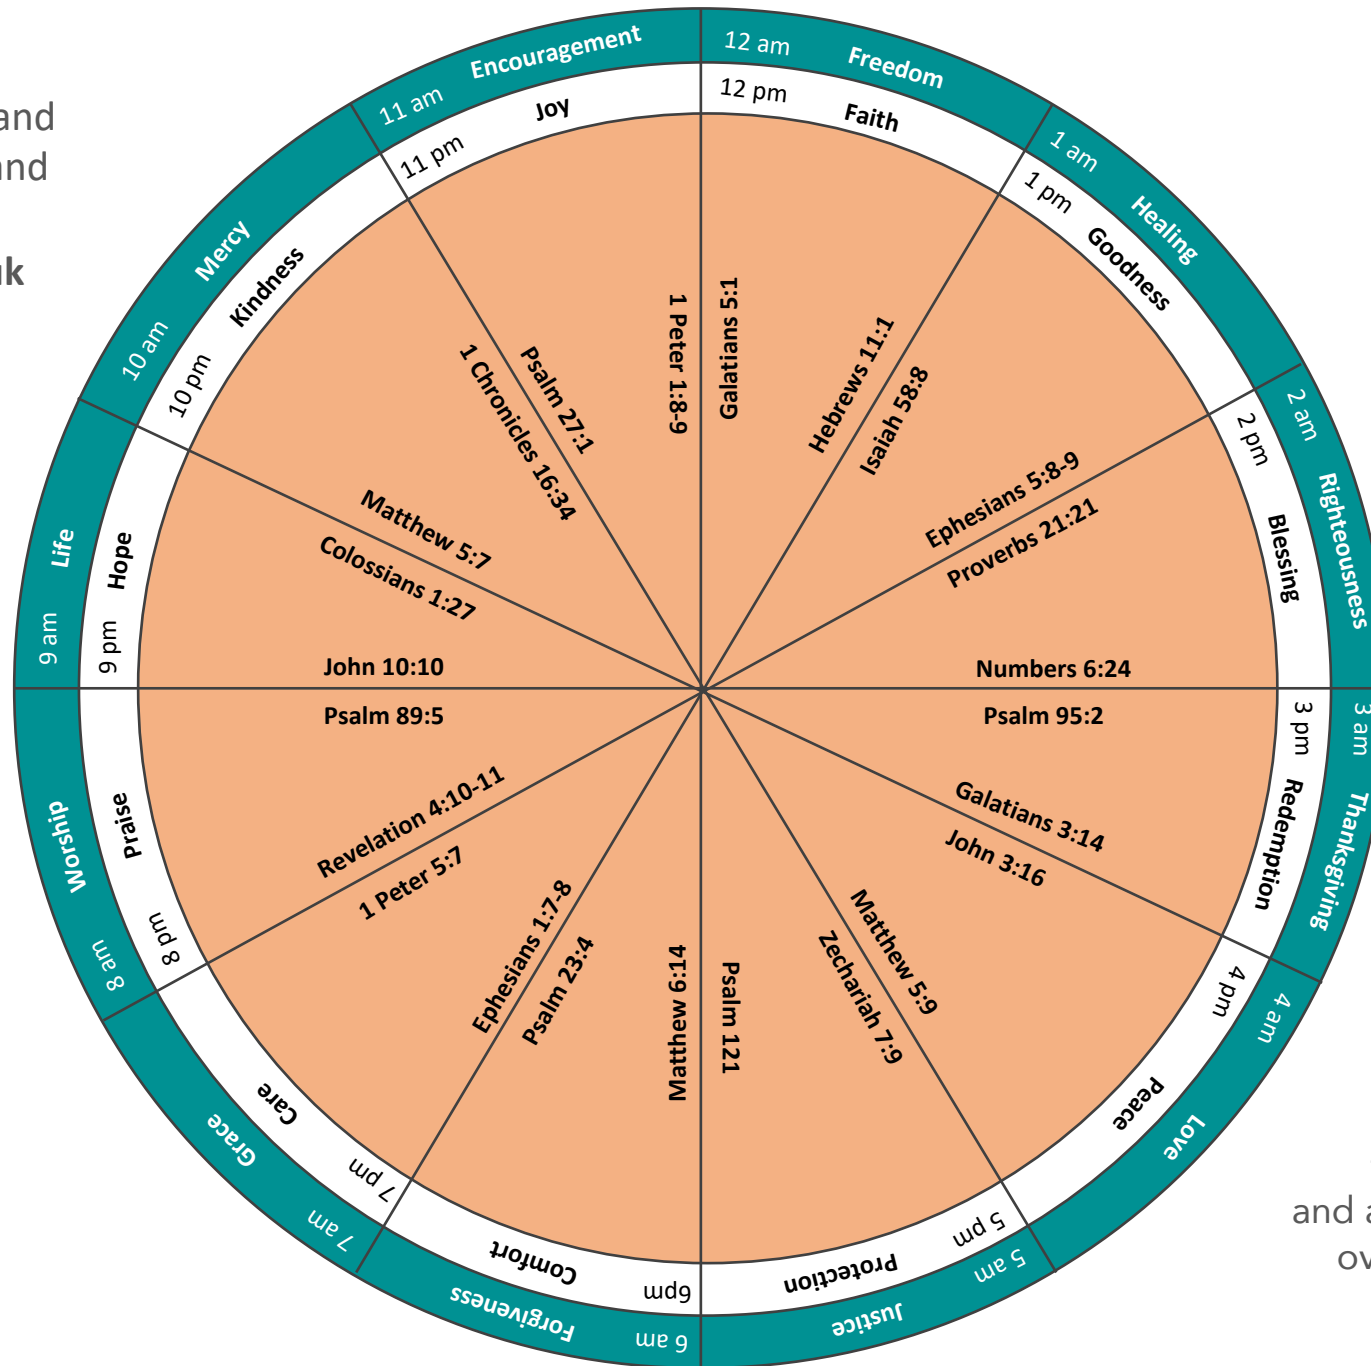 and
and
uk
12 am
Freedom
12 pm
Faith
Galatians 5:1
Hebrews 11:1
1 am
Healing
1 pm
Goodness
Isaiah 58:8
Ephesians 5:8-9
2 am
Righteousness
2 pm
Blessing
Proverbs 21:21
Numbers 6:24
3 am
Thanksgiving
3 pm
Redemption
Psalm 95:2
Galatians 3:14
4 am
Love
4 pm
Peace
John 3:16
Matthew 5:9
5 am
Justice
5 pm
Protection
Zechariah 7:9
Psalm 121
6 am
Forgiveness
6pm
Comfort
Matthew 6:14
Psalm 23:4
7 am
Grace
7 pm
Care
Ephesians 1:7-8
1 Peter 5:7
8 am
Worship
8 pm
Praise
Revelation 4:10-11
Psalm 89:5
9 am
Life
9 pm
Hope
John 10:10
Colossians 1:27
10 am
Mercy
10 pm
Kindness
Matthew 5:7
1 Chronicles 16:34
11 am
Encouragement
11 pm
Joy
Psalm 27:1
1 Peter 1:8-9
and a
ov